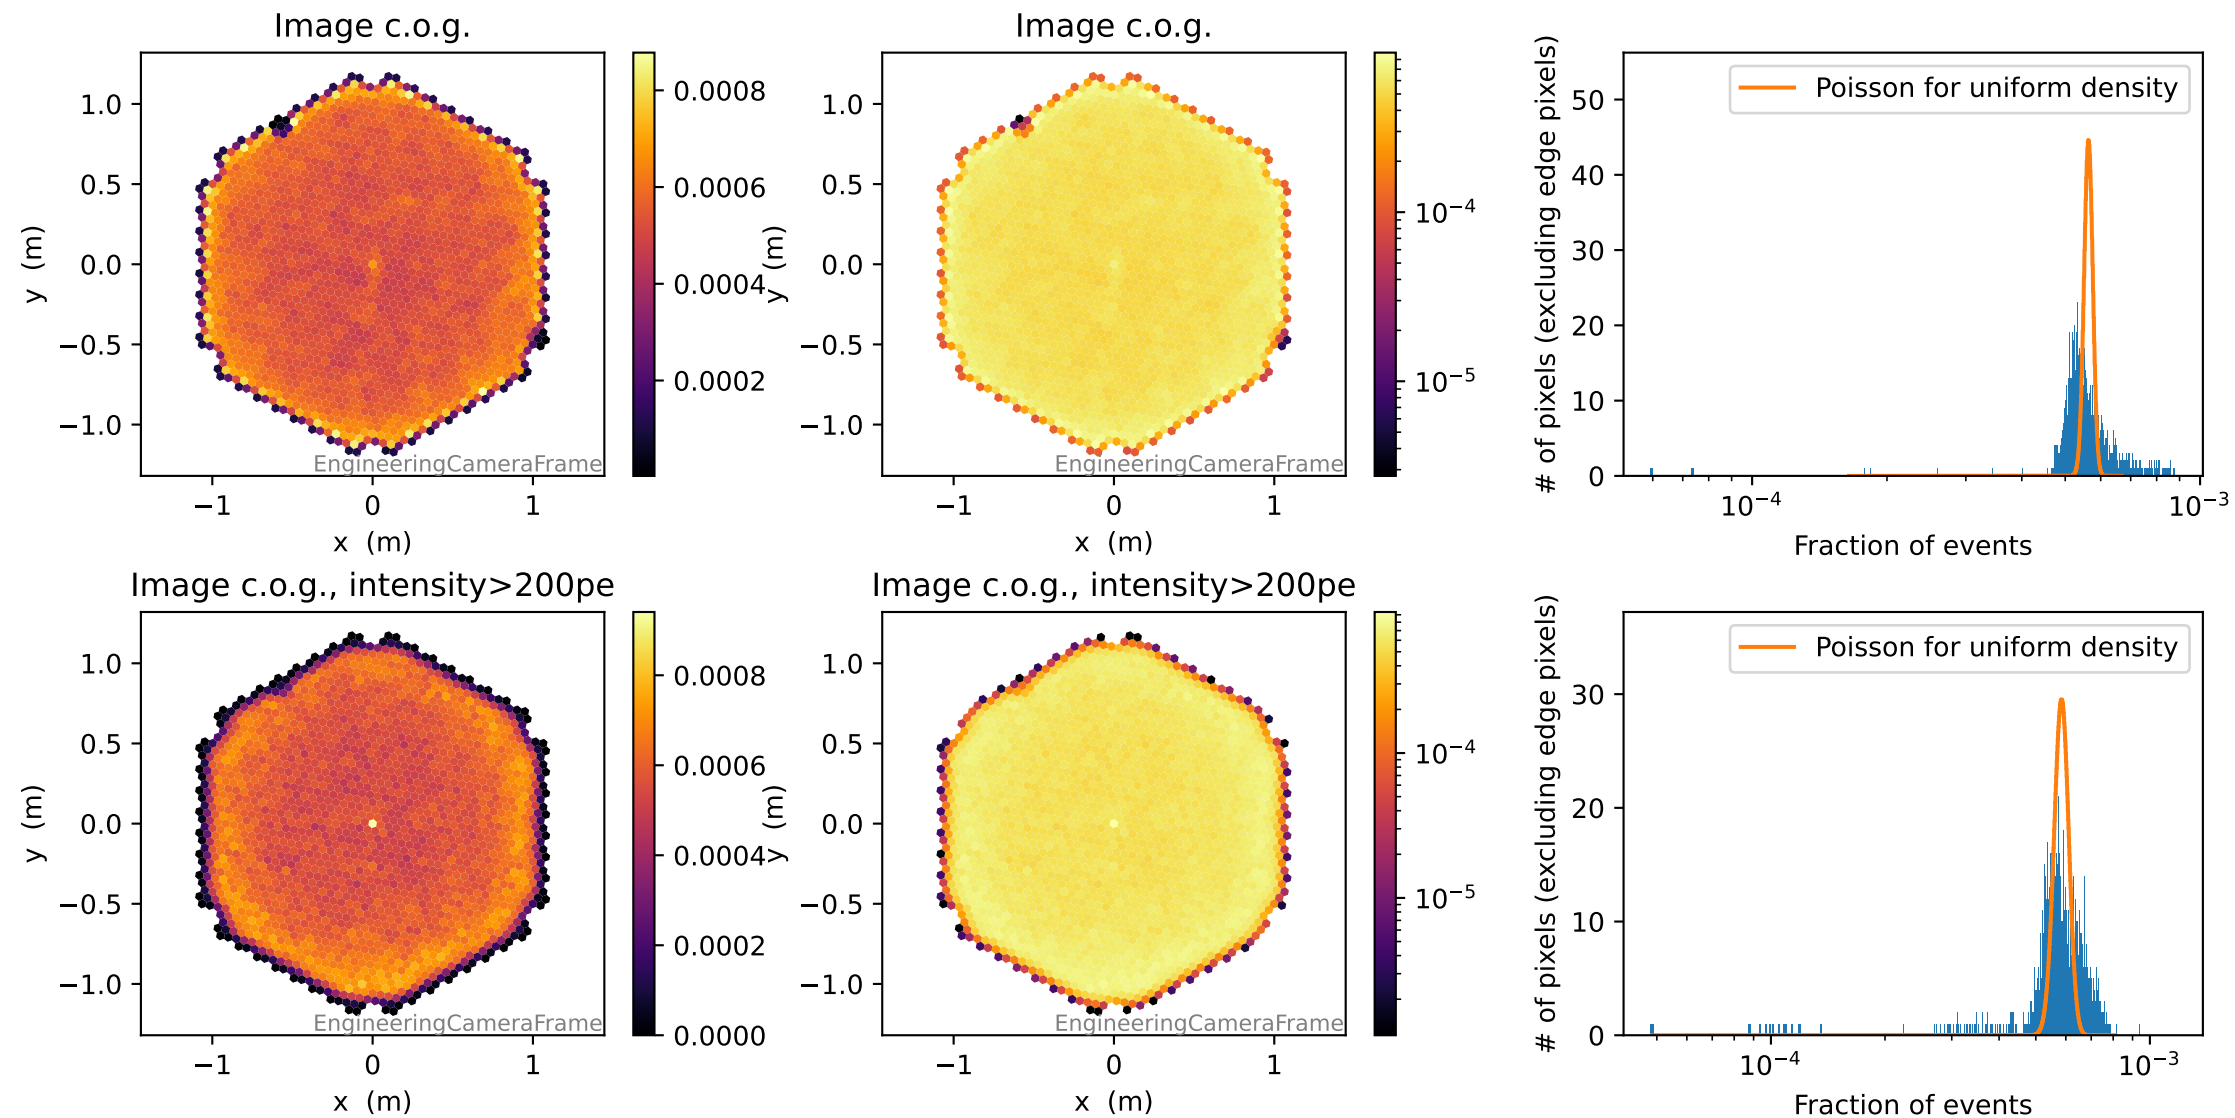 Image c.o.g.
1.0
0.5
0.0
−0.5
−1.0
y (m)
−1
0
1
x (m)
EngineeringCameraFrame
0.0008
0.0006
0.0004
0.0002
Image c.o.g.
1.0
0.5
0.0
−0.5
−1.0
y (m)
−1
0
1
x (m)
EngineeringCameraFrame
10⁻⁴
10⁻⁵
Poisson for uniform density
50
40
30
20
10
0
# of pixels (excluding edge pixels)
10⁻⁴
10⁻³
Fraction of events
Image c.o.g., intensity>200pe
1.0
0.5
0.0
−0.5
−1.0
y (m)
−1
0
1
x (m)
EngineeringCameraFrame
0.0008
0.0006
0.0004
0.0002
0.0000
Image c.o.g., intensity>200pe
1.0
0.5
0.0
−0.5
−1.0
y (m)
−1
0
1
x (m)
EngineeringCameraFrame
10⁻⁴
10⁻⁵
Poisson for uniform density
30
20
10
0
# of pixels (excluding edge pixels)
10⁻⁴
10⁻³
Fraction of events